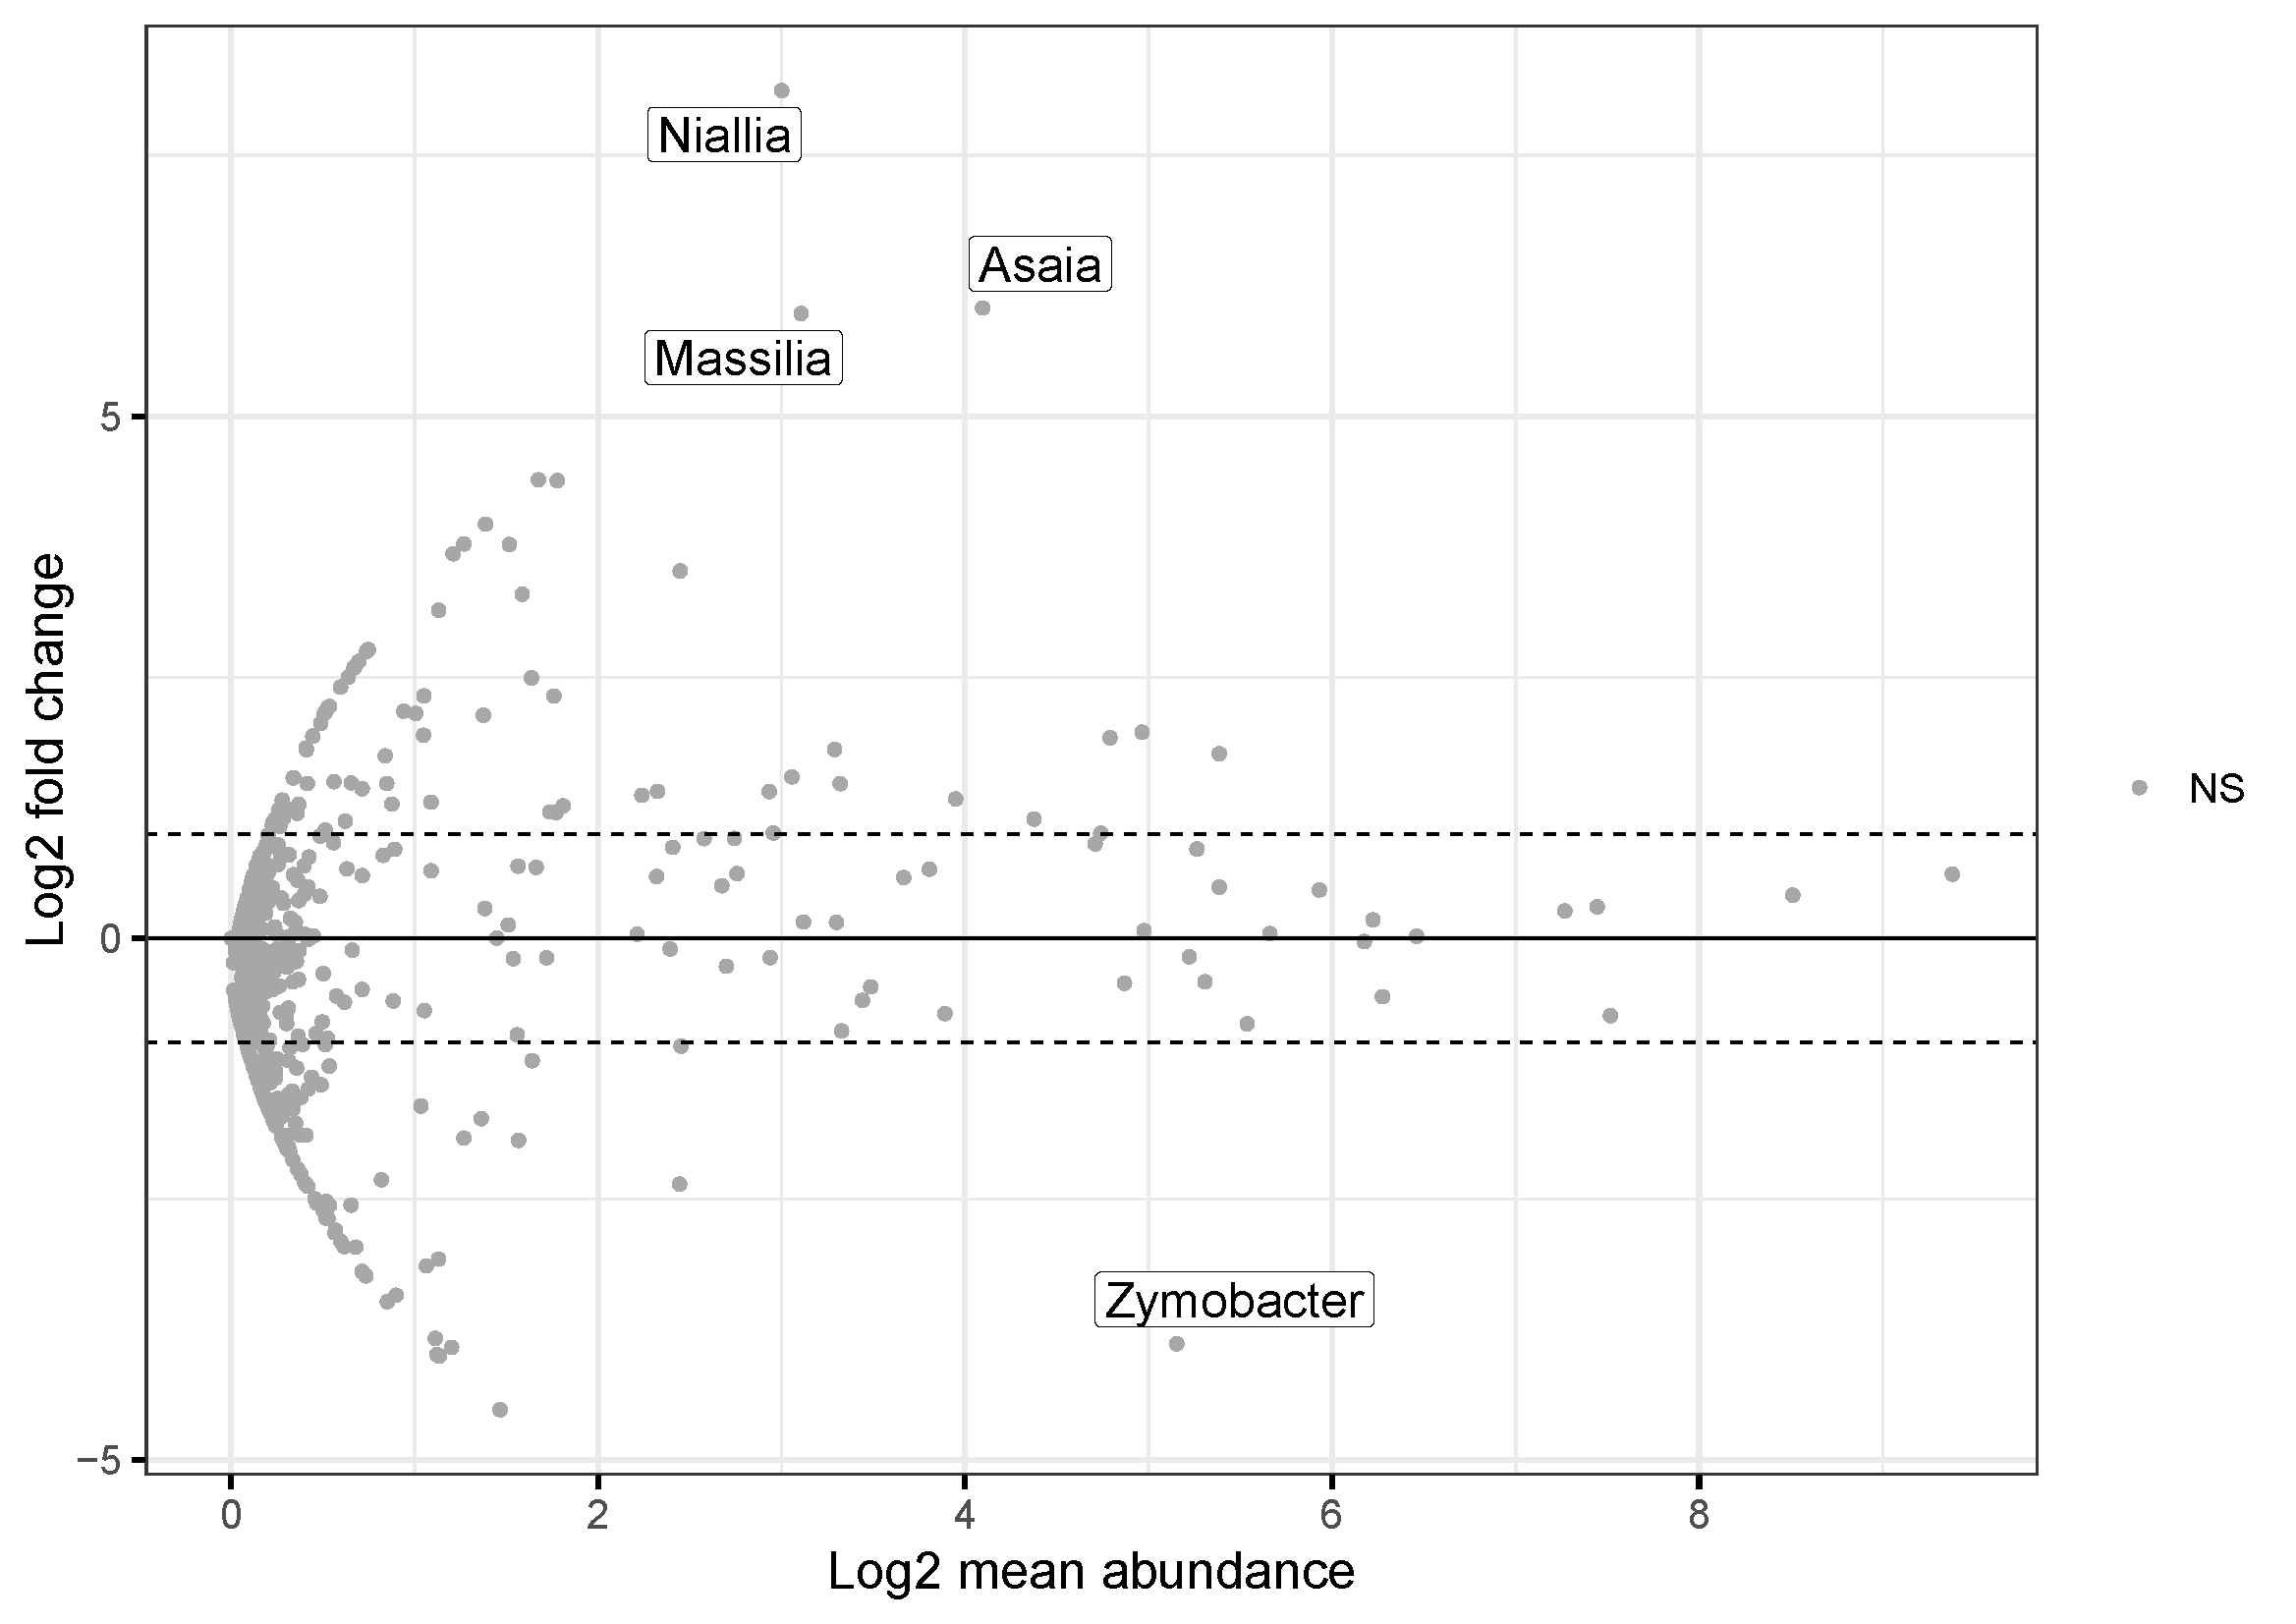 Niallia
Asaia
Massilia
Zymobacter
5
0
−5
Log2 fold change
0 2 4 6 8
Log2 mean abundance
NS